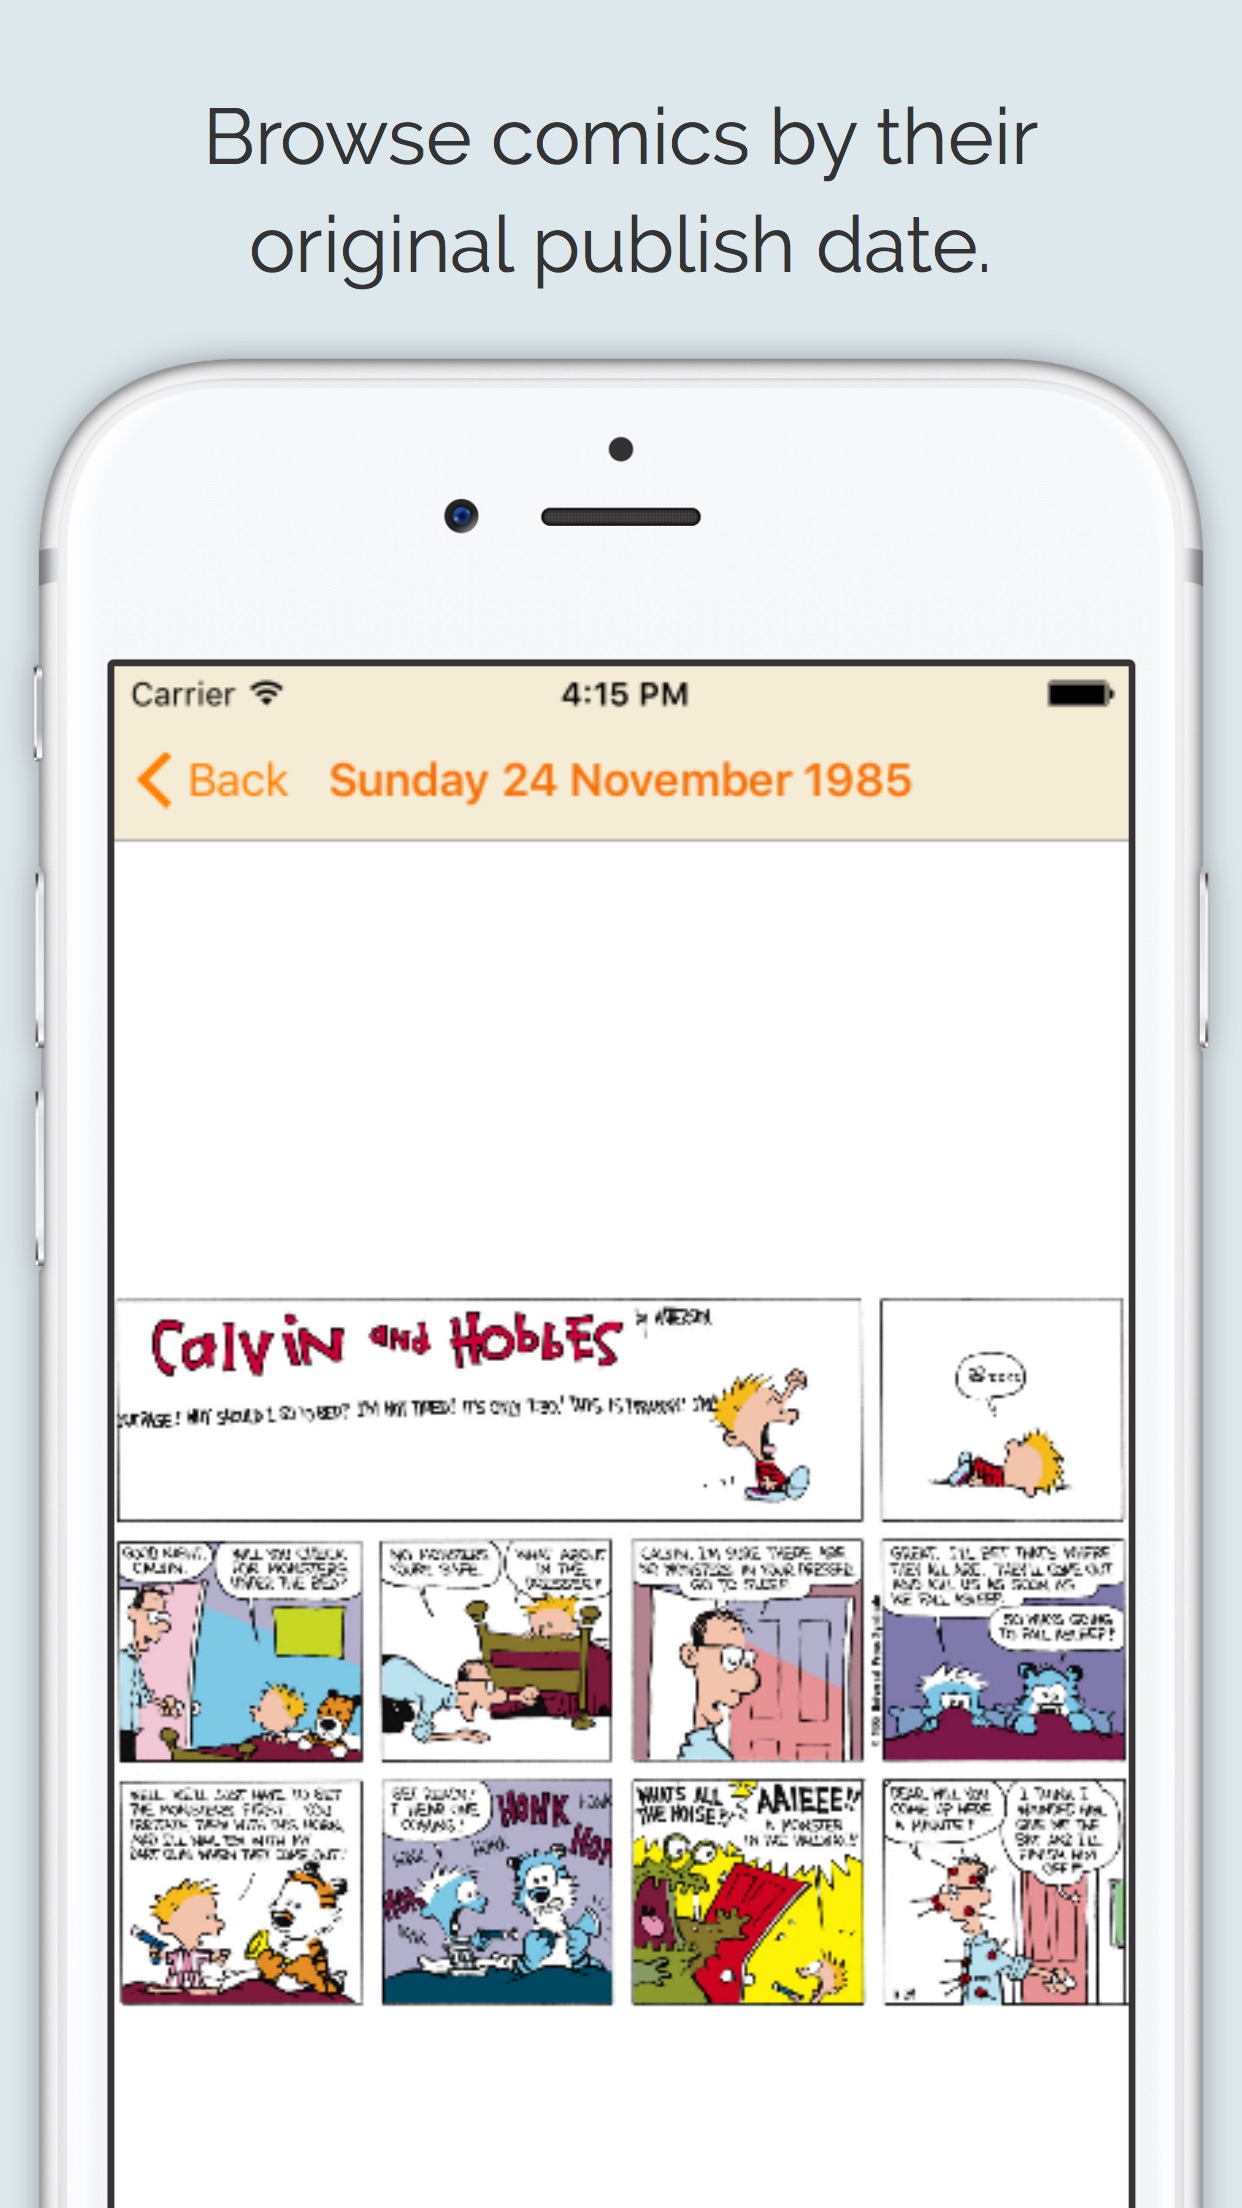 Browse comics by their
original publish date.
Carrier
4:15 PM
Back
Sunday 24 November 1985
Calvin and Hobbes
by WATTERSON
WHY SHOULD I GO TO BED? I'M NOT TIRED! IT'S ONLY 7:30! THIS IS TYRANNY! I'M
GOOD NIGHT,
CALVIN.
WILL YOU CHECK
FOR MONSTERS
UNDER THE BED?
NO MONSTERS.
YOU'RE SAFE.
WHAT ABOUT
IN THE
DRESSER?
CALVIN, I'M SURE THERE ARE
NO MONSTERS IN YOUR DRESSER.
GO TO SLEEP.
GREAT. I'LL BET THAT'S WHERE
THEY ALL ARE. THEY'LL COME OUT
AND KILL US AS SOON AS
WE FALL ASLEEP.
SO WHO'S GOING
TO FALL ASLEEP?
Universal Press Syndicate
WELL, WE'LL JUST HAVE TO GET
THE MONSTERS FIRST. YOU
IRRITATE THEM WITH THIS HORN,
AND I'LL NAIL 'EM WITH MY
DART GUN WHEN THEY COME OUT!
GET READY!
I HEAR ONE
COMING!
HONK
HONK
WHAT'S ALL
THE NOISE?!
AAIEEE!!
A MONSTER
IN THE HALLWAY!!
DEAR, WILL YOU
COME UP HERE
A MINUTE?
I THINK I
WOUNDED HIM.
GIVE ME THE
BAT AND I'LL
FINISH HIM
OFF!